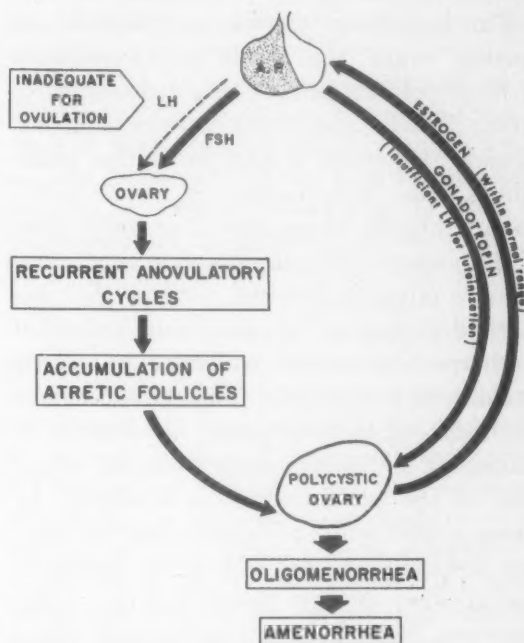 A.P.
INADEQUATE
FOR
OVULATION
LH
FSH
OVARY
RECURRENT ANOVULATORY
CYCLES
ACCUMULATION OF
ATRETIC FOLLICLES
ESTROGEN (Within normal range)
GONADOTROPIN
(Insufficient LH for luteinization)
POLYCYSTIC
OVARY
OLIGOMENORRHEA
AMENORRHEA